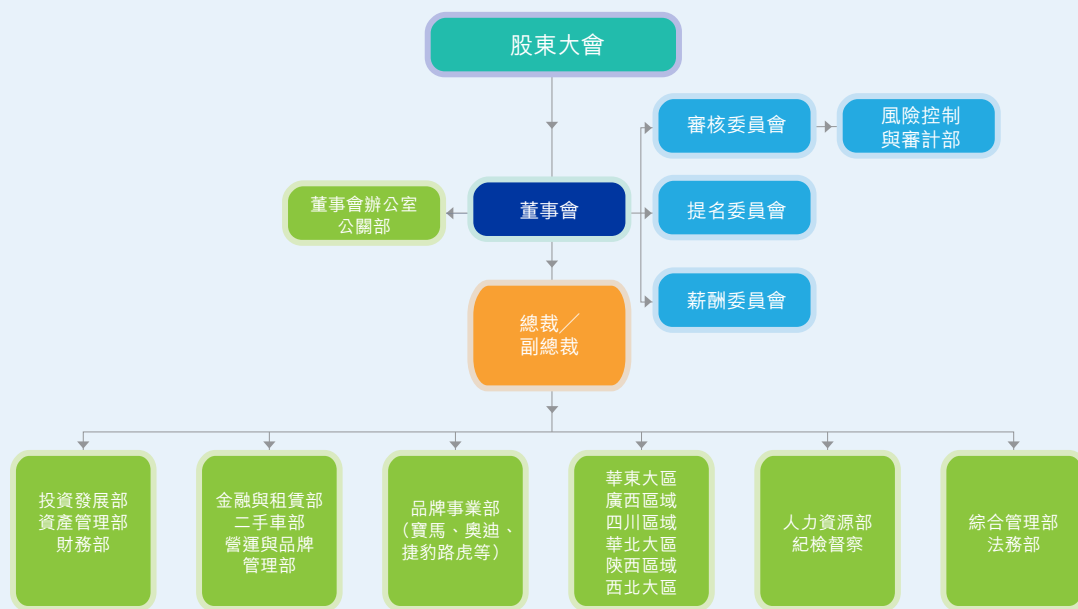 股東大會
審核委員會
風險控制
與審計部
董事會辦公室
公關部
董事會
提名委員會
總裁／
副總裁
薪酬委員會
投資發展部
資產管理部
財務部
金融與租賃部
二手車部
營運與品牌
管理部
品牌事業部
（寶馬、奧迪、
捷豹路虎等）
華東大區
廣西區域
四川區域
華北大區
陝西區域
西北大區
人力資源部
紀檢督察
綜合管理部
法務部